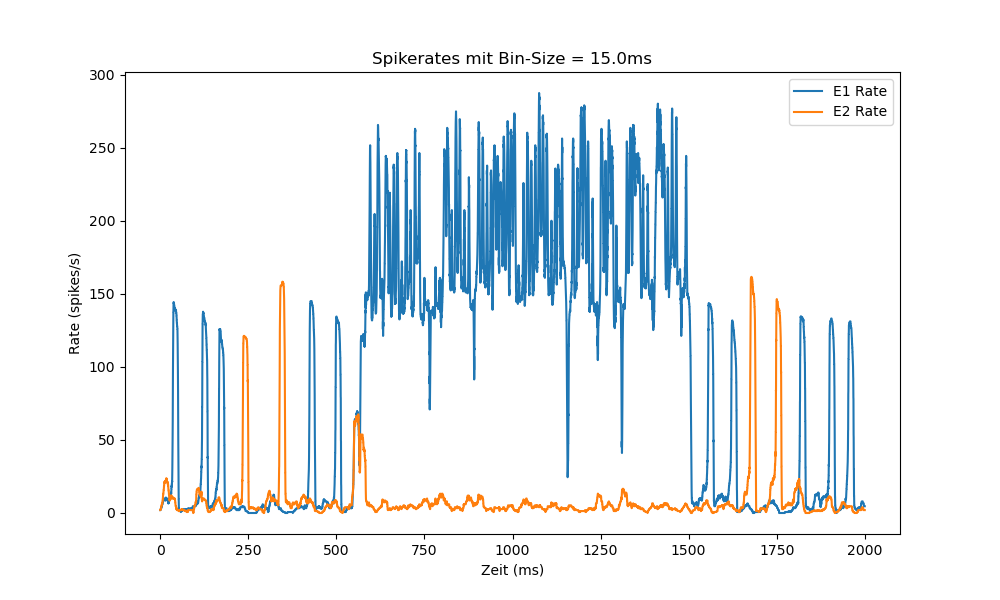 Spikerates mit Bin-Size = 15.0ms
E1 Rate
E2 Rate
Rate (spikes/s)
300
250
200
150
100
50
0
0 250 500 750 1000 1250 1500 1750 2000
Zeit (ms)